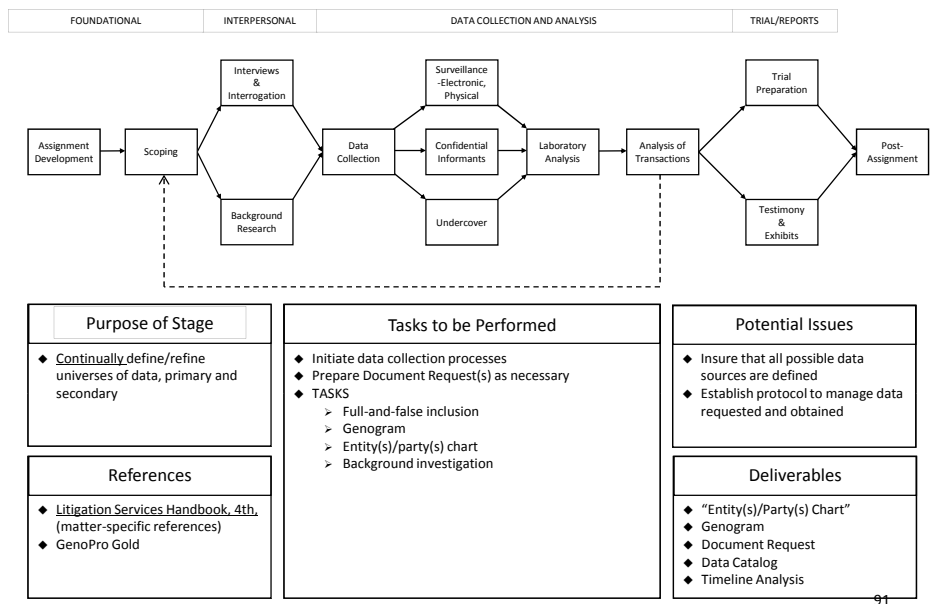 FOUNDATIONAL
INTERPERSONAL
DATA COLLECTION AND ANALYSIS
TRIAL/REPORTS
Interviews
&
Interrogation
Surveillance
-Electronic,
Physical
Trial
Preparation
Assignment
Development
Scoping
Data
Collection
Confidential
Informants
Laboratory
Analysis
Analysis of
Transactions
Post-
Assignment
Background
Research
Undercover
Testimony
&
Exhibits
Purpose of Stage
◆ Continually define/refine
universes of data, primary and
secondary
Tasks to be Performed
◆ Initiate data collection processes
◆ Prepare Document Request(s) as necessary
◆ TASKS
➢ Full-and-false inclusion
➢ Genogram
➢ Entity(s)/party(s) chart
➢ Background investigation
Potential Issues
◆ Insure that all possible data
sources are defined
◆ Establish protocol to manage data
requested and obtained
References
◆ Litigation Services Handbook, 4th,
(matter-specific references)
◆ GenoPro Gold
Deliverables
◆ “Entity(s)/Party(s) Chart”
◆ Genogram
◆ Document Request
◆ Data Catalog
◆ Timeline Analysis
91